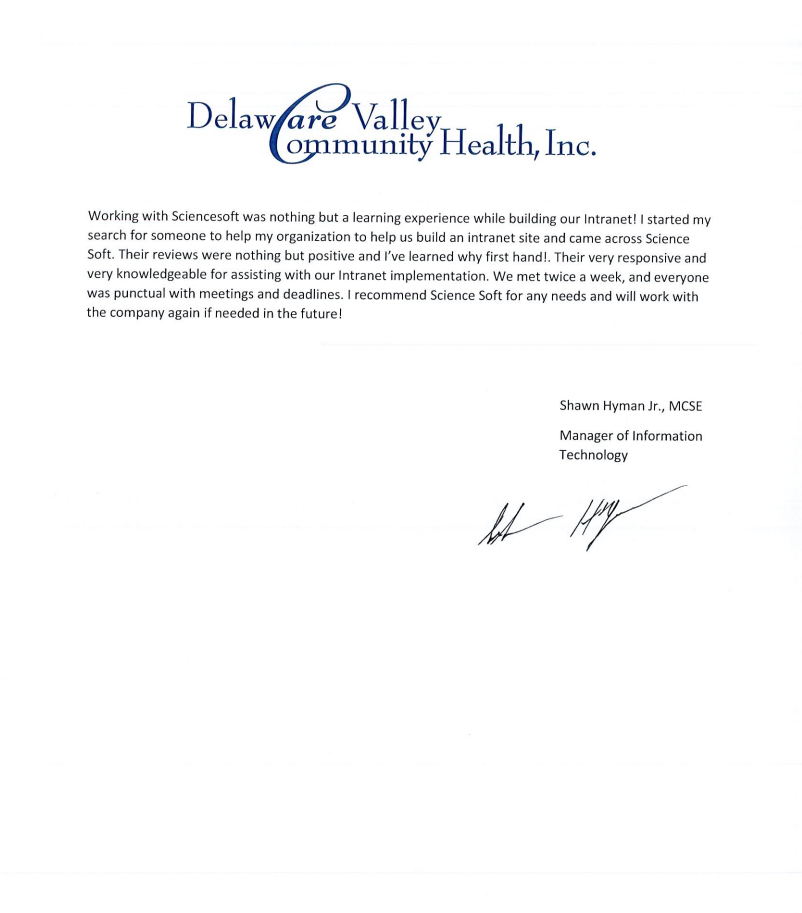 Delaware Valley
Community Health, Inc.
Working with Sciencesoft was nothing but a learning experience while building our Intranet! I started my
search for someone to help my organization to help us build an intranet site and came across Science
Soft. Their reviews were nothing but positive and I've learned why first hand!. Their very responsive and
very knowledgeable for assisting with our Intranet implementation. We met twice a week, and everyone
was punctual with meetings and deadlines. I recommend Science Soft for any needs and will work with
the company again if needed in the future!
Shawn Hyman Jr., MCSE
Manager of Information
Technology